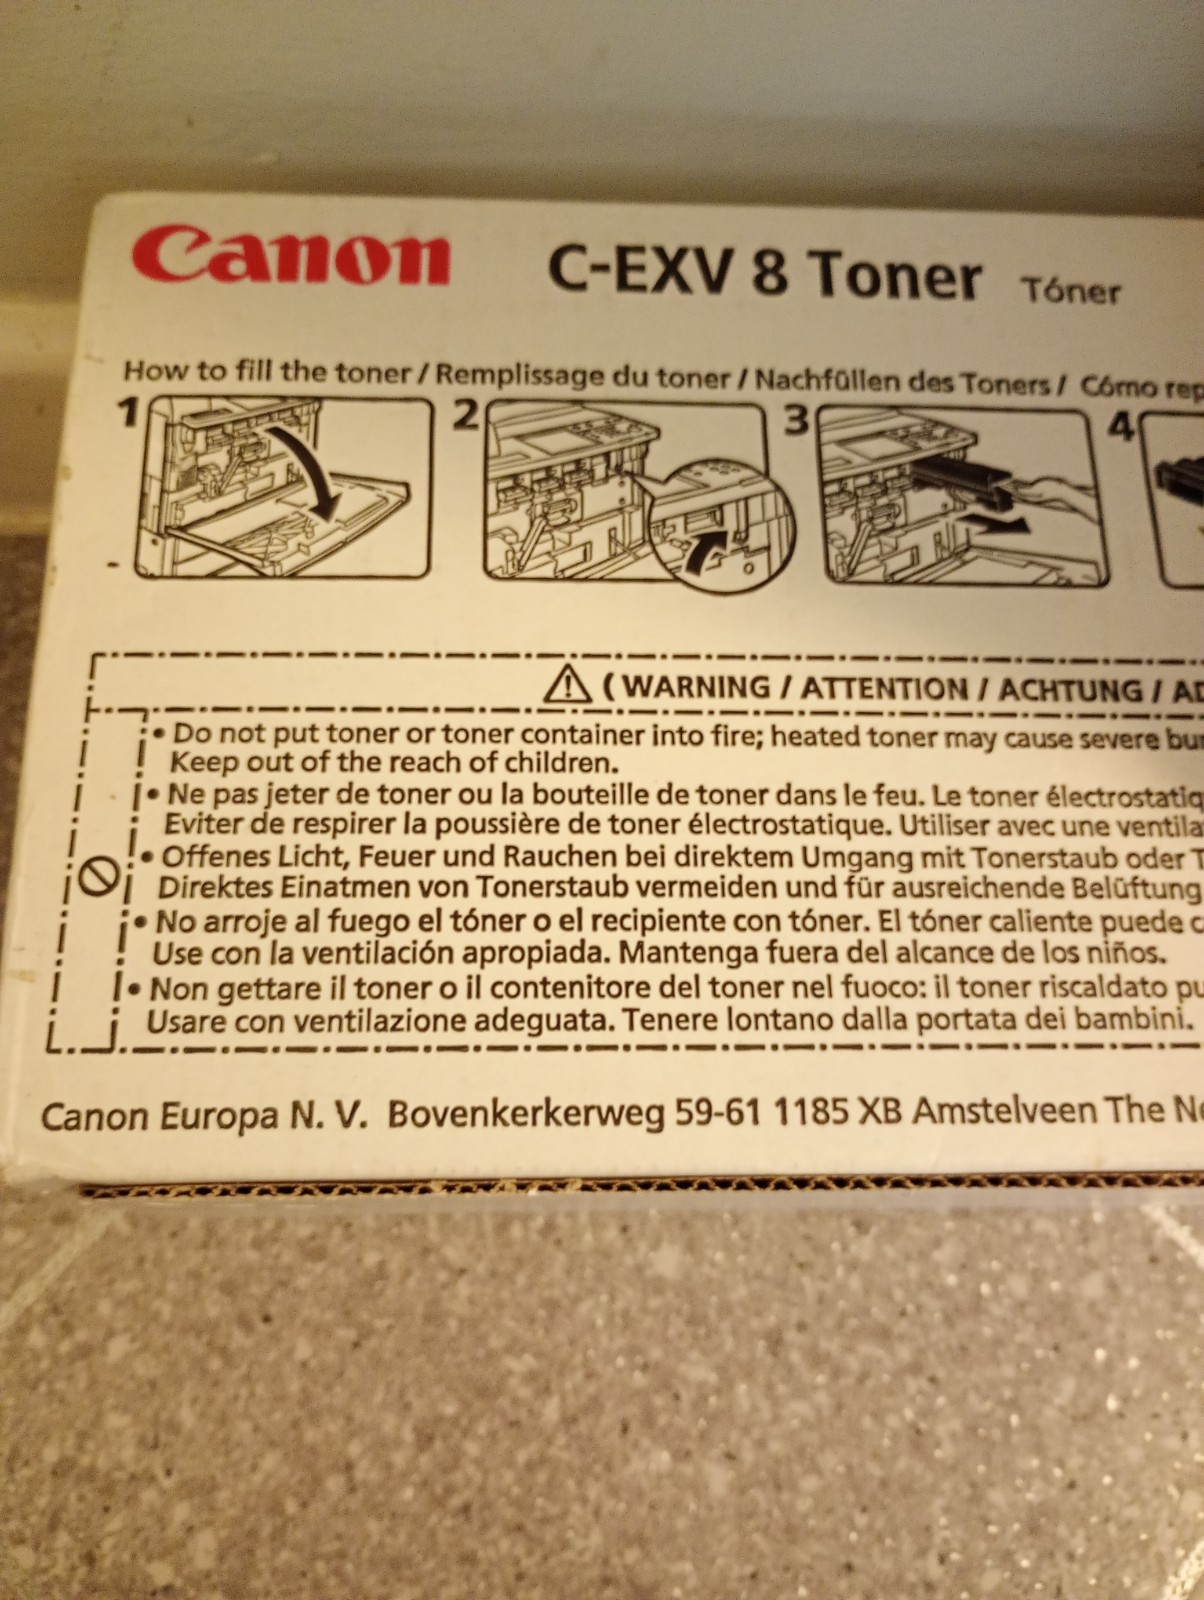 Canon C-EXV 8 Toner Tóner
How to fill the toner / Remplissage du toner / Nachfüllen des Toners / Cómo
1 2 3 4
(WARNING / ATTENTION / ACHTUNG /
• Do not put toner or toner container into fire; heated toner may cause severe
Keep out of the reach of children.
• Ne pas jeter de toner ou la bouteille de toner dans le feu. Le toner
Eviter de respirer la poussière de toner électrostatique. Utiliser avec une
• Offenes Licht, Feuer und Rauchen bei direktem Umgang mit Tonerstaub oder
Direktes Einatmen von Tonerstaub vermeiden und für ausreichende Belüftung
• No arroje al fuego el tóner o el recipiente con tóner. El tóner caliente puede
Use con la ventilación apropiada. Mantenga fuera del alcance de los niños.
• Non gettare il toner o il contenitore del toner nel fuoco: il toner riscaldato
Usare con ventilazione adeguata. Tenere lontano dalla portata dei bambini.
Canon Europa N. V. Bovenkerkerweg 59-61 1185 XB Amstelveen The